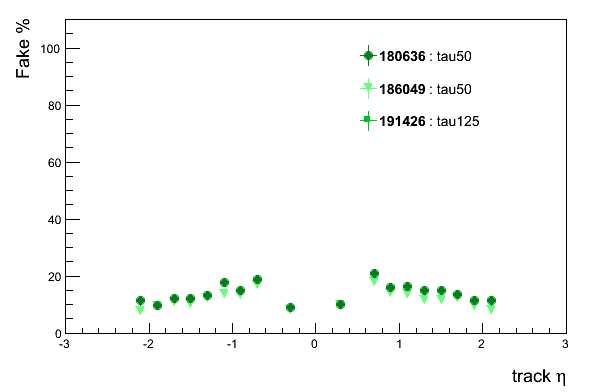 Fake %
100
180636 : tau50
186049 : tau50
191426 : tau125
80
60
40
20
0
-3 -2 -1 0 1 2 3
track η